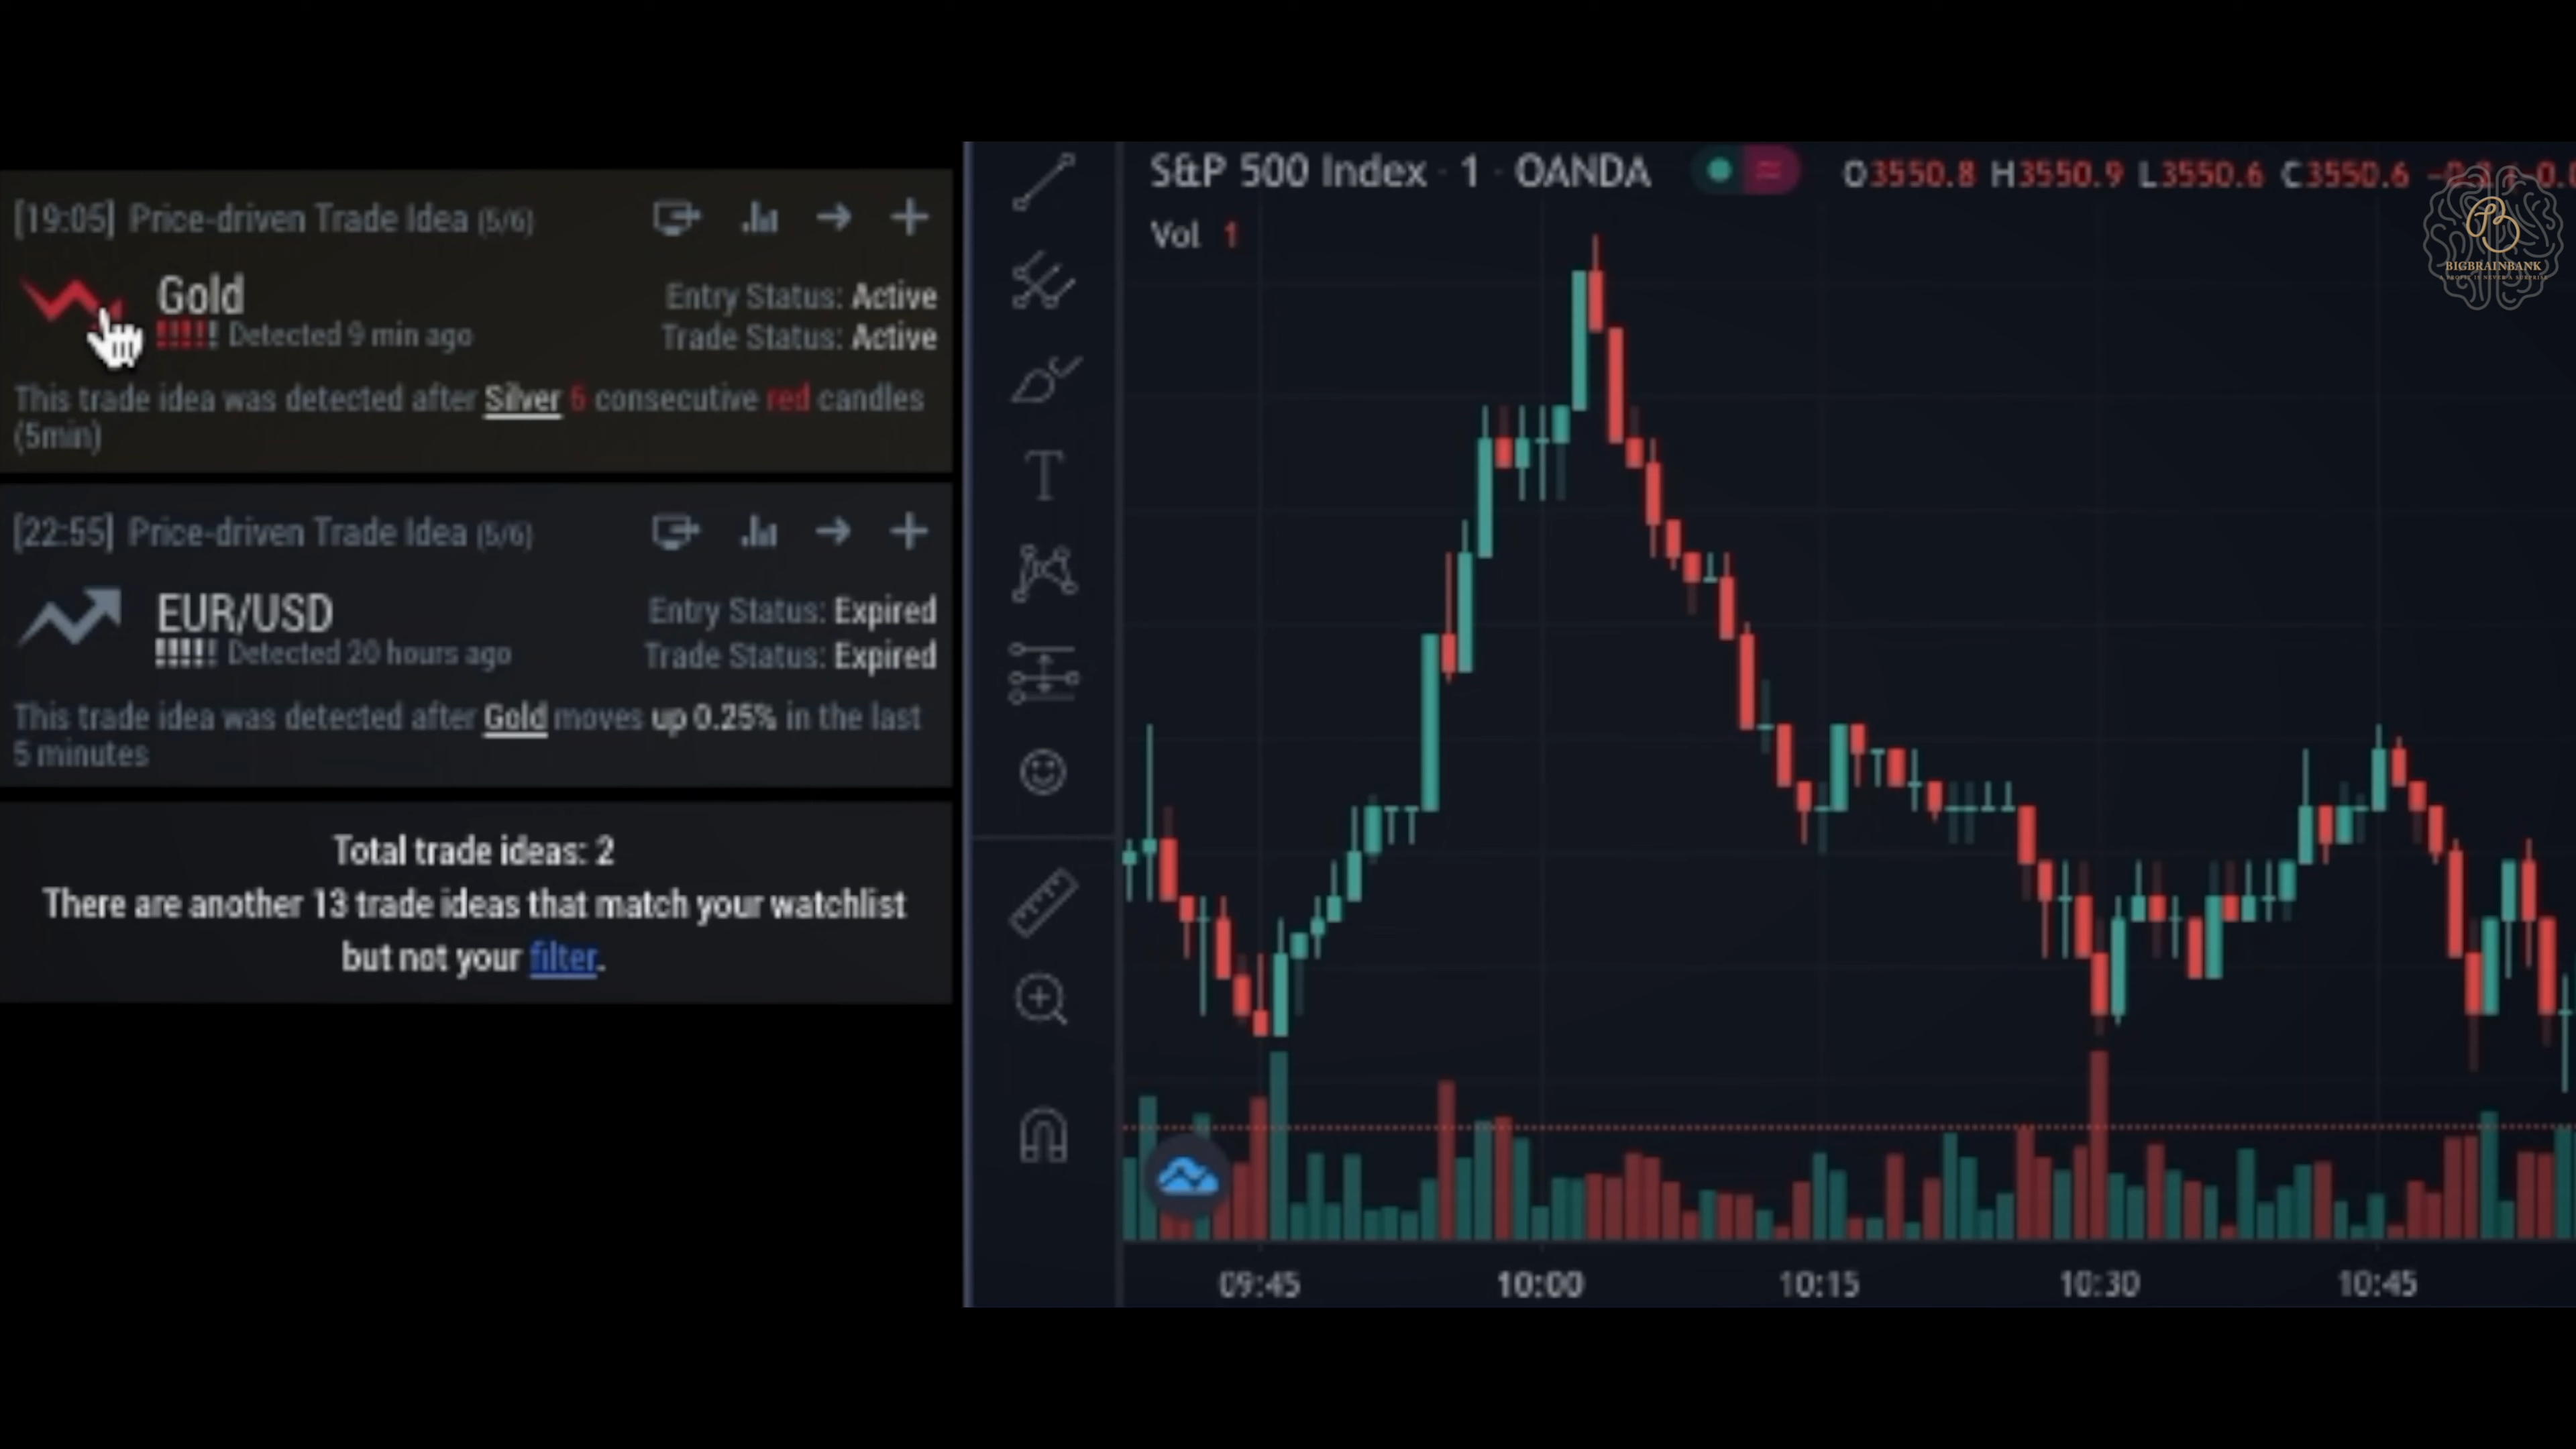 [19:05] Price-driven Trade Idea (5/6)
Gold
Entry Status: Active
!!!!! Detected 9 min ago
Trade Status: Active
This trade idea was detected after Silver 6 consecutive red candles
(5min)
[22:55] Price-driven Trade Idea (5/6)
EUR/USD
Entry Status: Expired
!!!!! Detected 20 hours ago
Trade Status: Expired
This trade idea was detected after Gold moves up 0.25% in the last
5 minutes
Total trade ideas: 2
There are another 13 trade ideas that match your watchlist
but not your filter.
S&P 500 Index · 1 · OANDA
O3550.8 H3550.9 L3550.6 C3550.6
Vol 1
BIGBRAINBANK
09:45 10:00 10:15 10:30 10:45